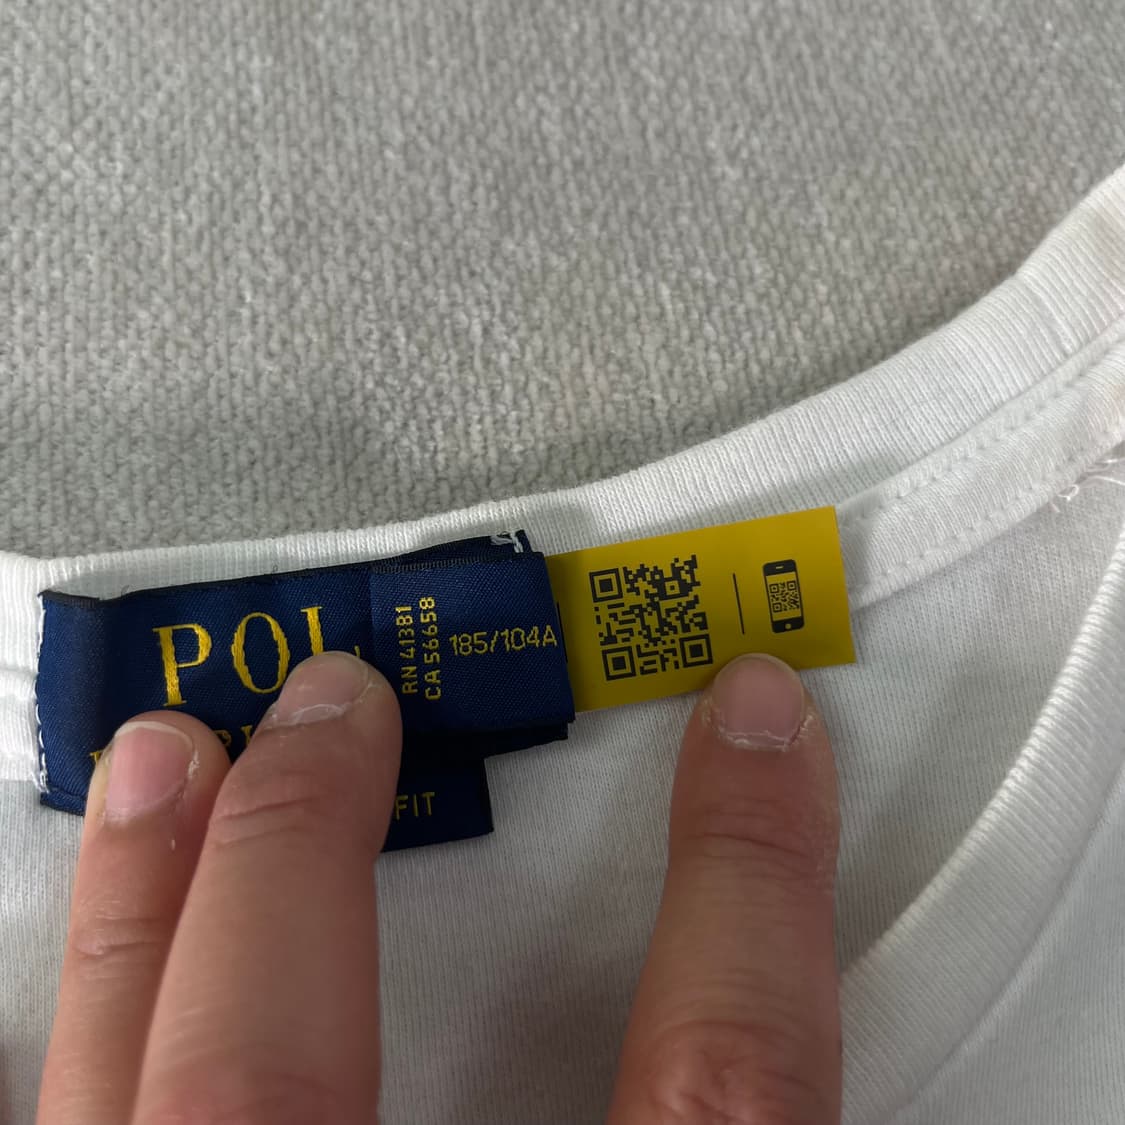 POL
RN 41381
CA 56658
185/104A
FIT